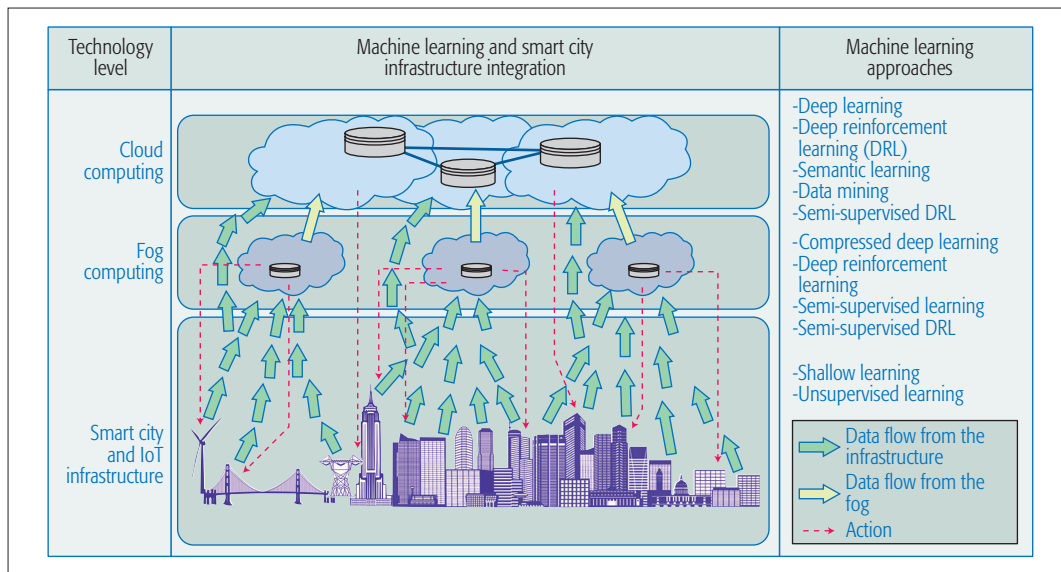 Technology
level
Machine learning and smart city
infrastructure integration
Machine learning
approaches
Cloud
computing
-Deep learning
-Deep reinforcement
learning (DRL)
-Semantic learning
-Data mining
-Semi-supervised DRL
Fog
computing
-Compressed deep learning
-Deep reinforcement
learning
-Semi-supervised learning
-Semi-supervised DRL
Smart city
and IoT
infrastructure
-Shallow learning
-Unsupervised learning
Data flow from the
infrastructure
Data flow from the
fog
Action